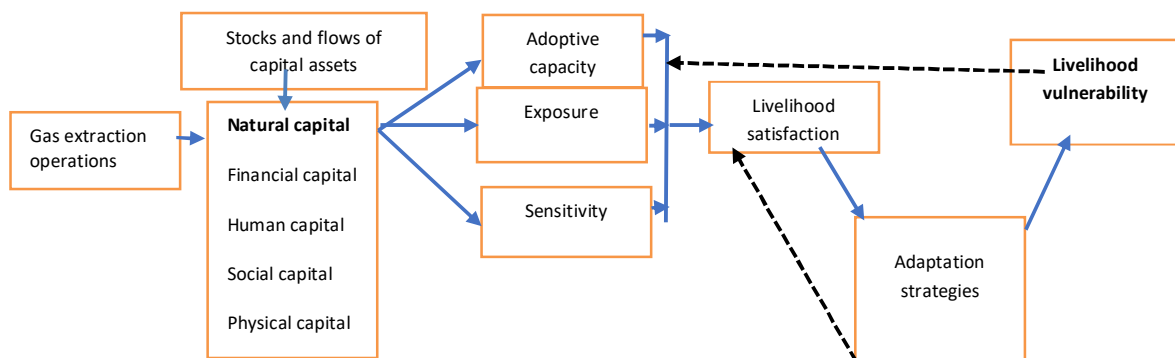 Stocks and flows of
capital assets
Gas extraction
operations
Natural capital
Financial capital
Human capital
Social capital
Physical capital
Adoptive
capacity
Exposure
Sensitivity
Livelihood
satisfaction
Adaptation
strategies
Livelihood
vulnerability